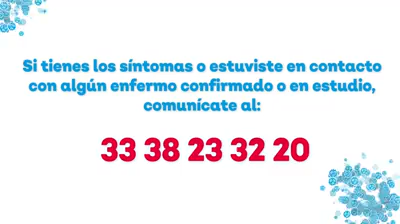 Si tienes los síntomas o estuviste en contacto
con algún enfermo confirmado o en estudio,
comunícate al:
33 38 23 32 20